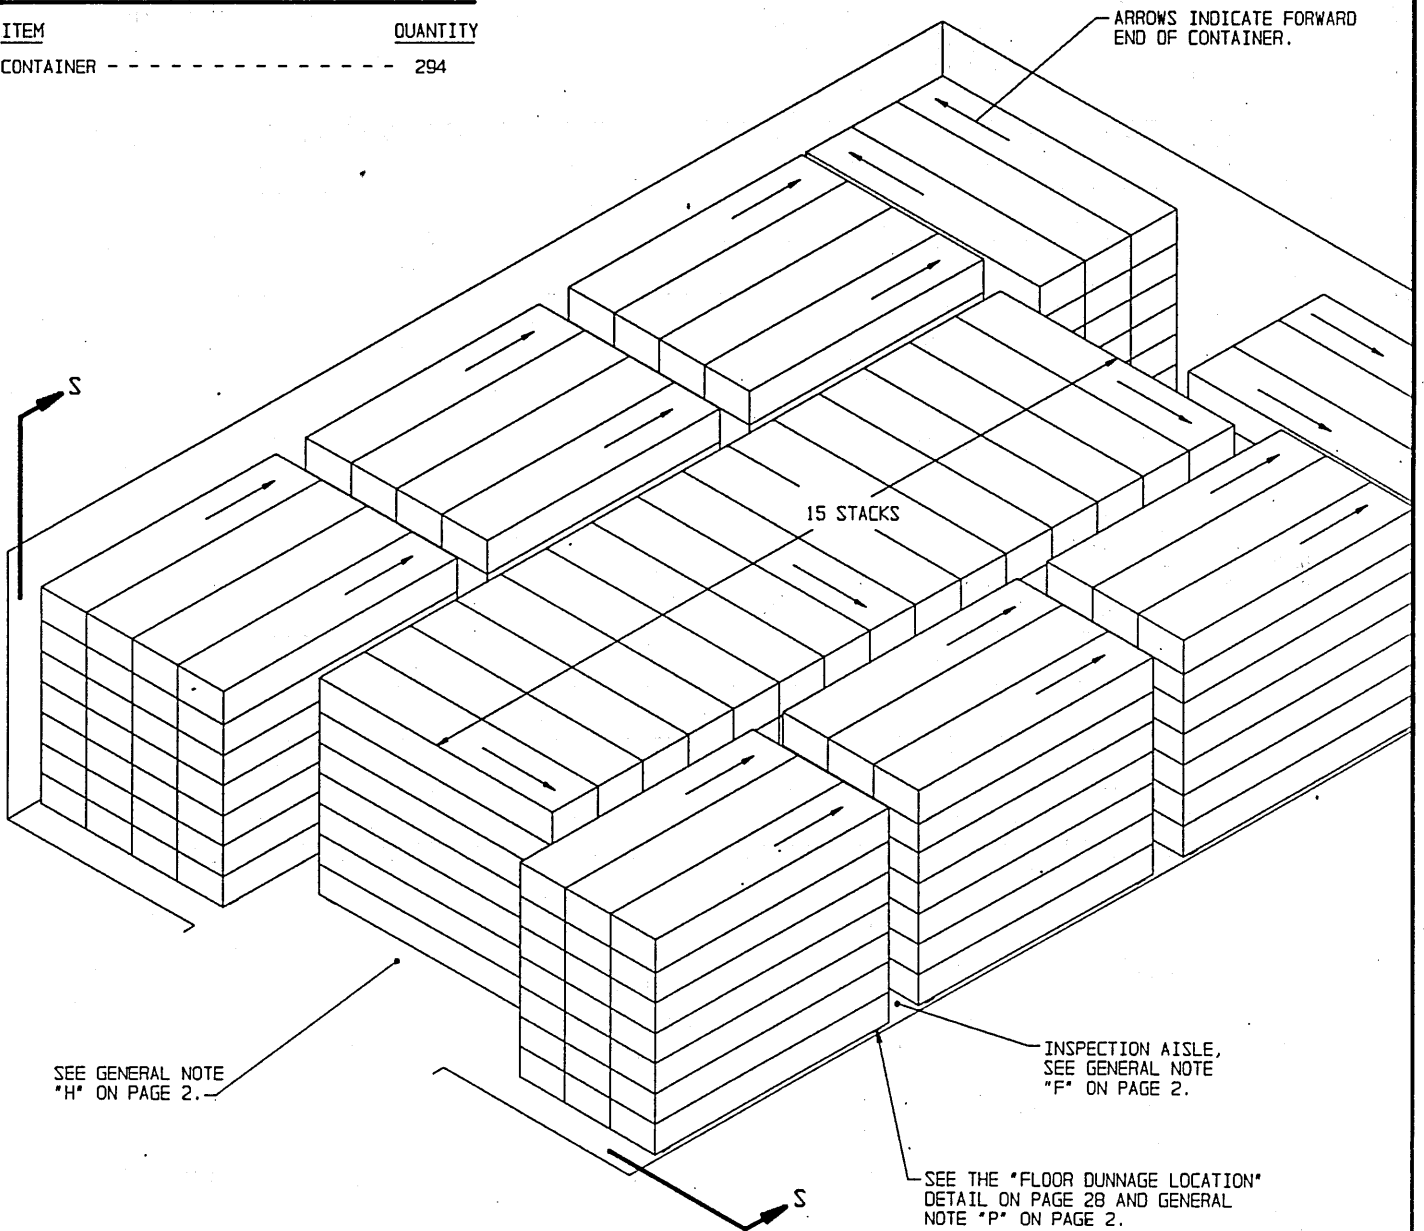 ITEM QUANTITY
CONTAINER - - - - - - - - - - - - - - 294
ARROWS INDICATE FORWARD
END OF CONTAINER.
S
15 STACKS
SEE GENERAL NOTE
"H" ON PAGE 2.
INSPECTION AISLE,
SEE GENERAL NOTE
"F" ON PAGE 2.
SEE THE "FLOOR DUNNAGE LOCATION"
DETAIL ON PAGE 28 AND GENERAL
NOTE "P" ON PAGE 2.
S